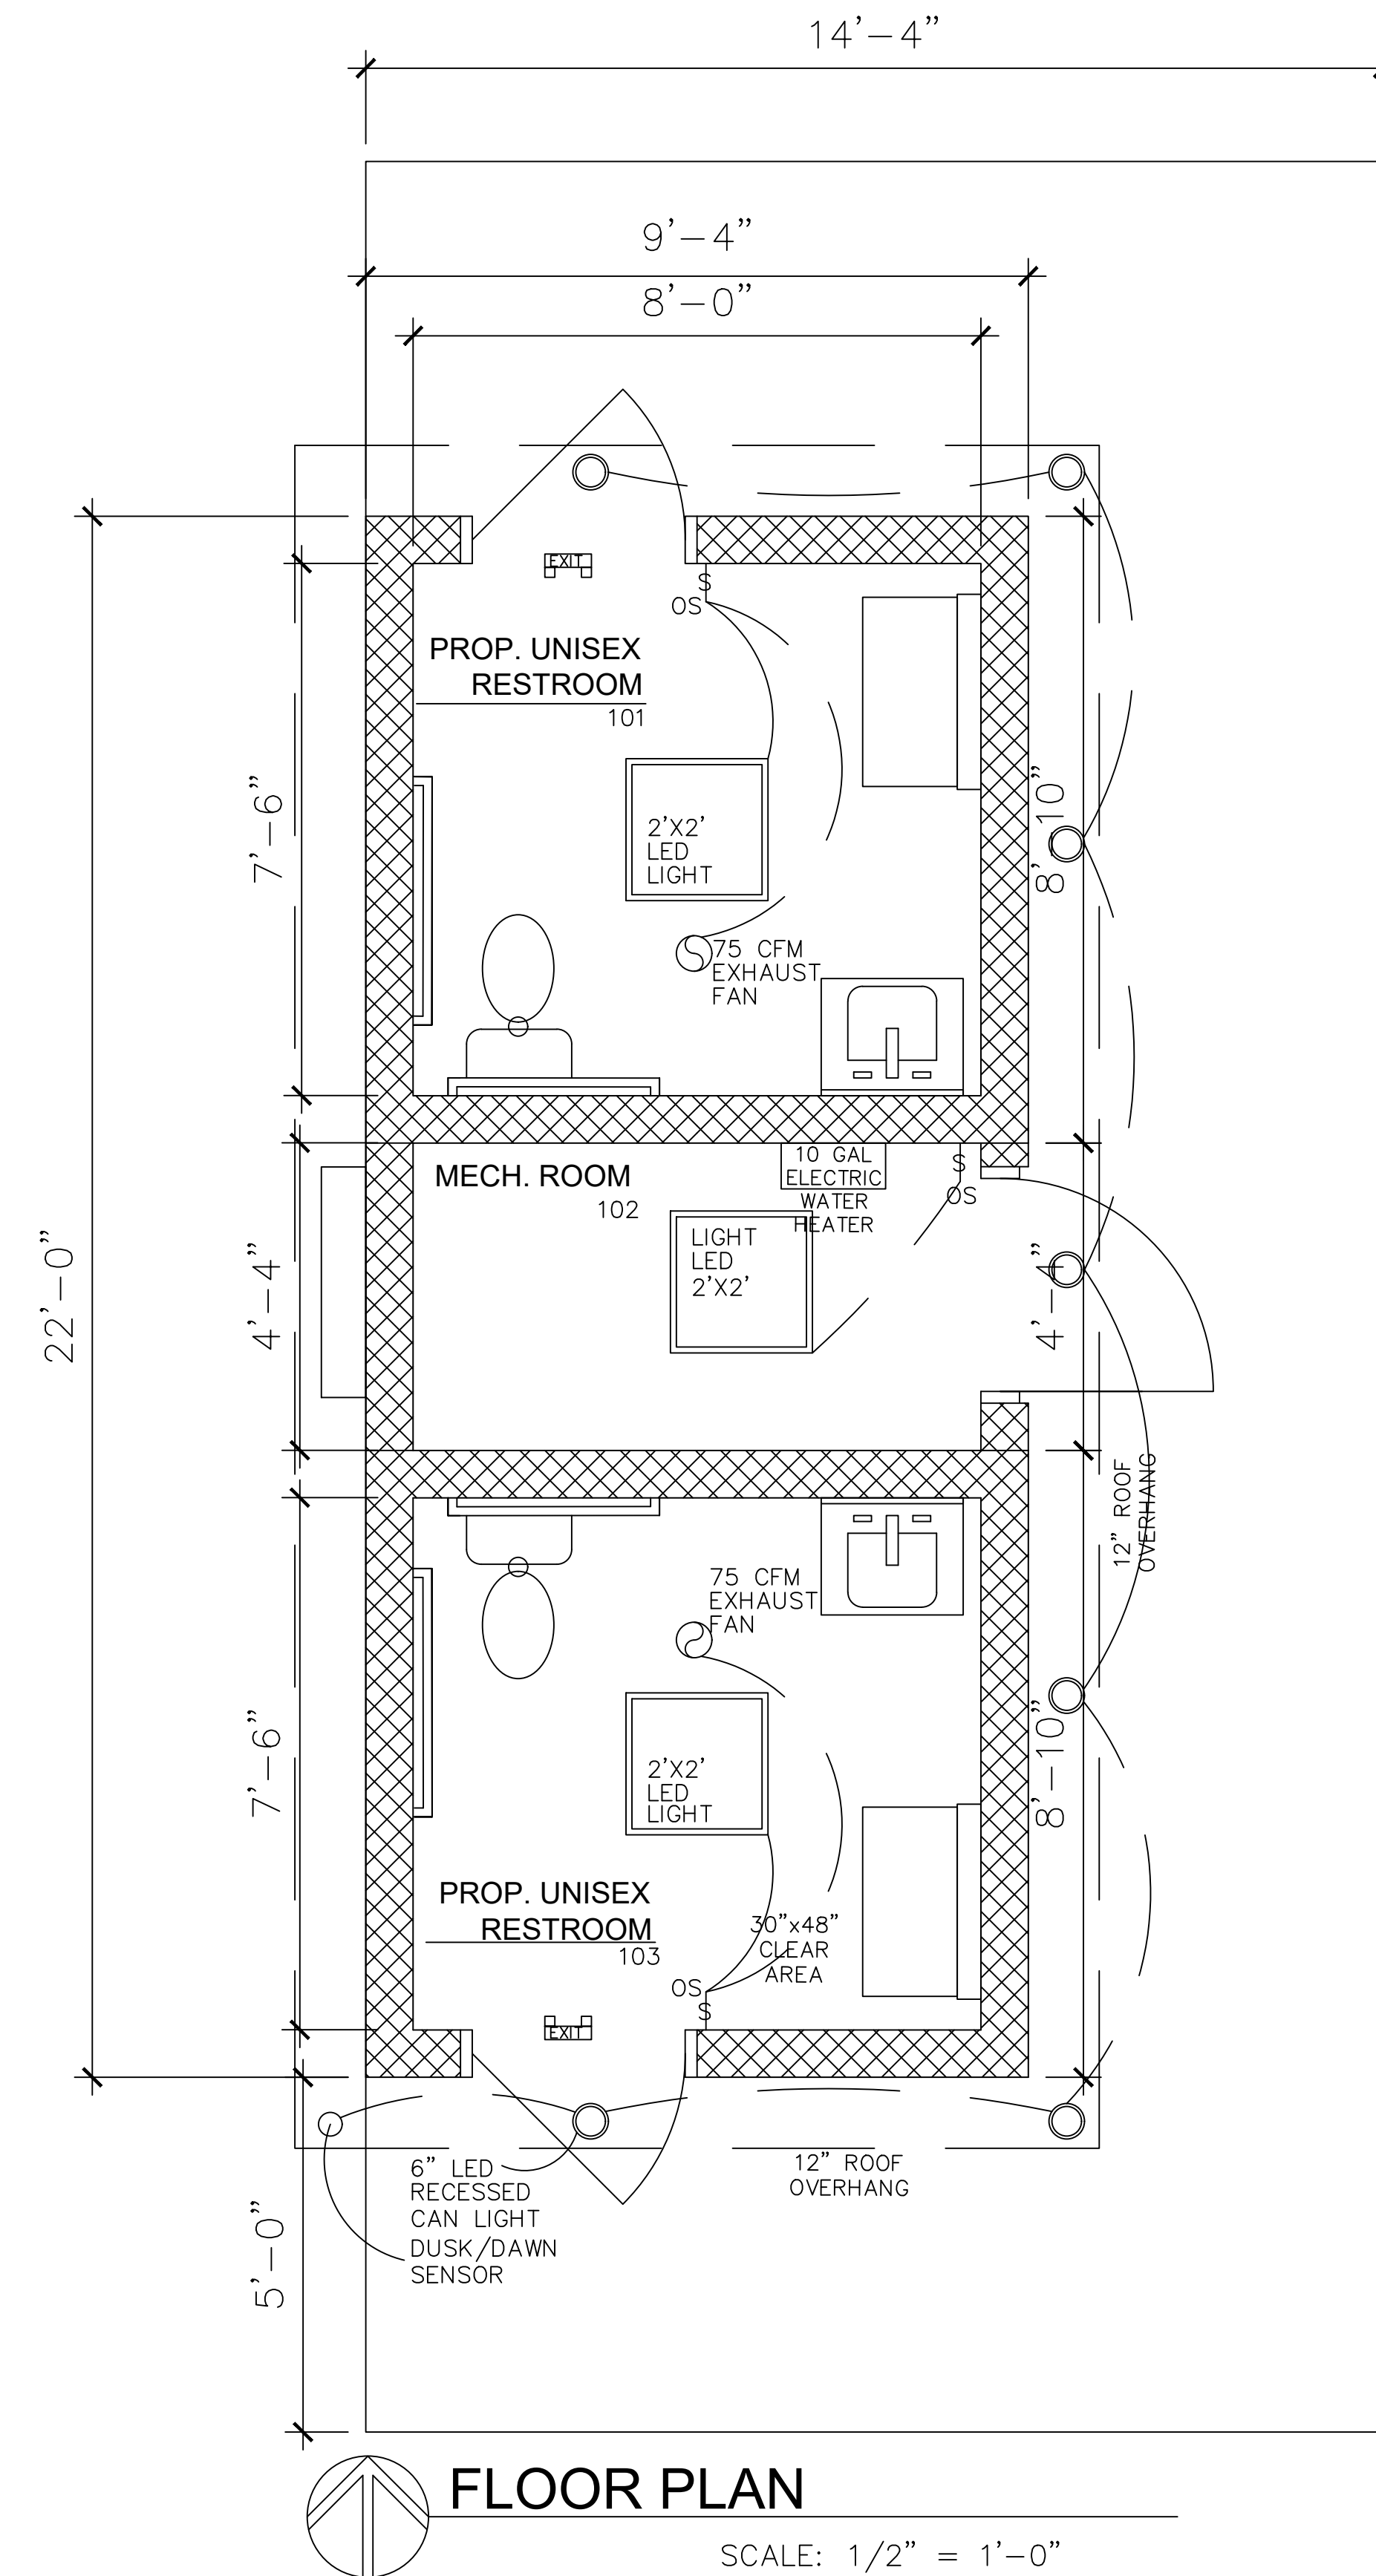 14'-4"
9'-4"
8'-0"
EXIT
S
OS
PROP. UNISEX
RESTROOM
101
7'-6"
8'-10"
2'X2'
LED
LIGHT
75 CFM
EXHAUST
FAN
MECH. ROOM
102
10 GAL
ELECTRIC
WATER
HEATER
S
OS
LIGHT
LED
2'X2'
22'-0"
4'-4"
4'-4"
12" ROOF
OVERHANG
75 CFM
EXHAUST
FAN
7'-6"
8'-10"
2'X2'
LED
LIGHT
PROP. UNISEX
RESTROOM
103
30"x48"
CLEAR
AREA
OS
S
EXIT
6" LED
RECESSED
CAN LIGHT
DUSK/DAWN
SENSOR
12" ROOF
OVERHANG
5'-0"
FLOOR PLAN
SCALE: 1/2" = 1'-0"